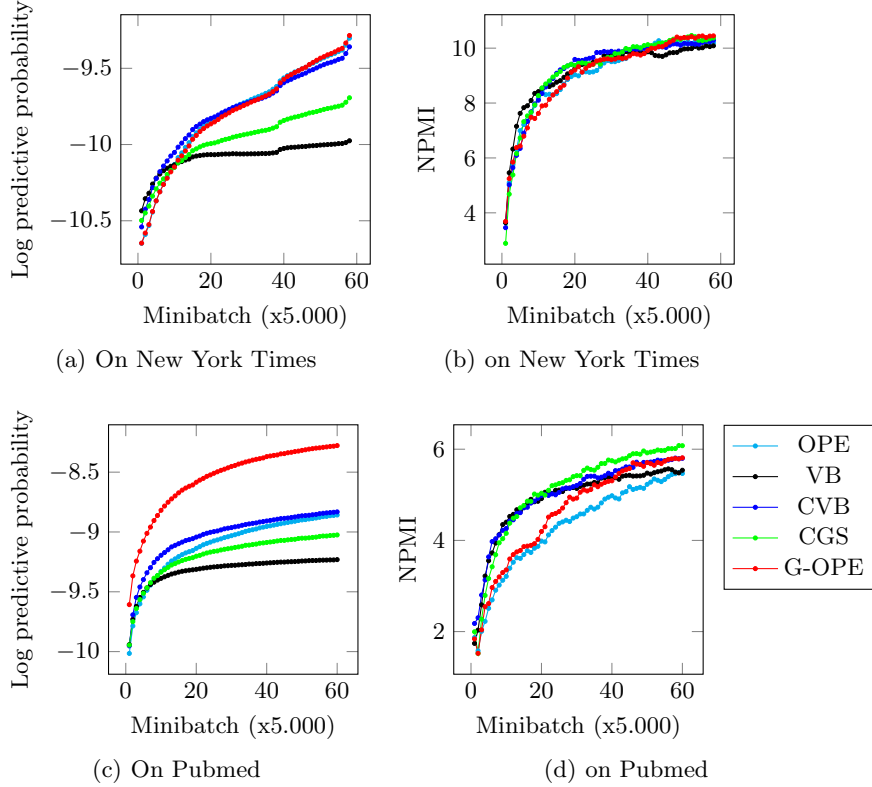 −9.5
−10
−10.5
Log predictive probability
0 20 40 60
Minibatch (x5.000)
(a) On New York Times
10
8
6
4
NPMI
0 20 40 60
Minibatch (x5.000)
(b) on New York Times
−8.5
−9
−9.5
−10
Log predictive probability
0 20 40 60
Minibatch (x5.000)
(c) On Pubmed
6
4
2
NPMI
0 20 40 60
Minibatch (x5.000)
(d) on Pubmed
OPE
VB
CVB
CGS
G-OPE